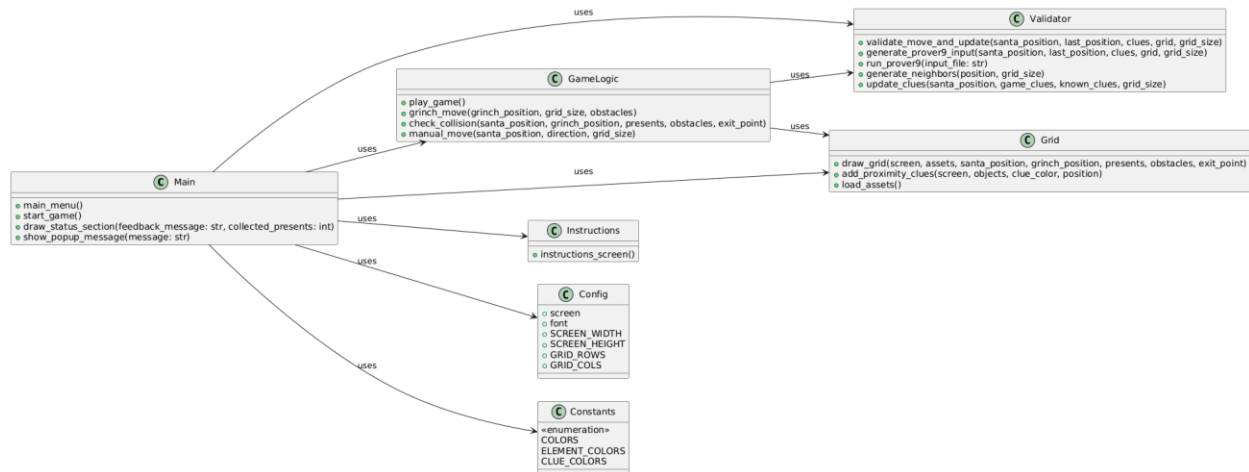 C Validator
validate_move_and_update(santa_position, last_position, clues, grid, grid_size)
generate_prover9_input(santa_position, last_position, clues, grid, grid_size)
run_prover9(input_file: str)
generate_neighbors(position, grid_size)
update_clues(santa_position, game_clues, known_clues, grid_size)
uses
C GameLogic
play_game()
grinch_move(grinch_position, grid_size, obstacles)
check_collision(santa_position, grinch_position, presents, obstacles, exit_point)
manual_move(santa_position, direction, grid_size)
uses
uses
C Grid
draw_grid(screen, assets, santa_position, grinch_position, presents, obstacles, exit_point)
add_proximity_clues(screen, objects, clue_color, position)
load_assets()
uses
uses
C Main
main_menu()
start_game()
draw_status_section(feedback_message: str, collected_presents: int)
show_popup_message(message: str)
uses
C Instructions
instructions_screen()
uses
C Config
screen
font
SCREEN_WIDTH
SCREEN_HEIGHT
GRID_ROWS
GRID_COLS
uses
C Constants
«enumeration»
COLORS
ELEMENT_COLORS
CLUE_COLORS